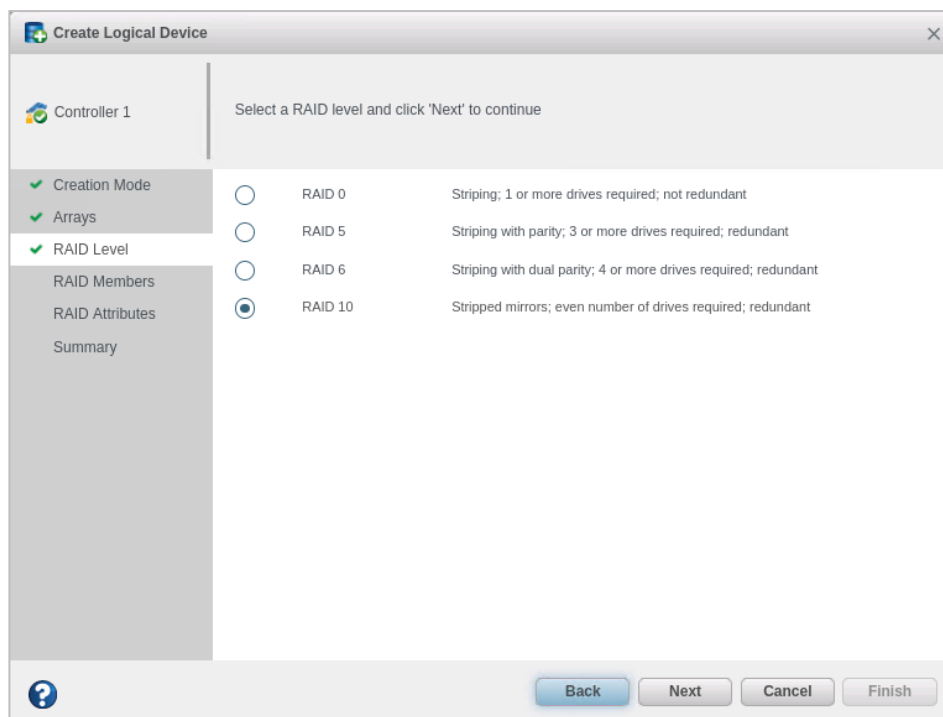 Create Logical Device
Controller 1
Select a RAID level and click 'Next' to continue
Creation Mode
Arrays
RAID Level
RAID Members
RAID Attributes
Summary
RAID 0 Striping; 1 or more drives required; not redundant
RAID 5 Striping with parity; 3 or more drives required; redundant
RAID 6 Striping with dual parity; 4 or more drives required; redundant
RAID 10 Stripped mirrors; even number of drives required; redundant
?
Back Next Cancel Finish